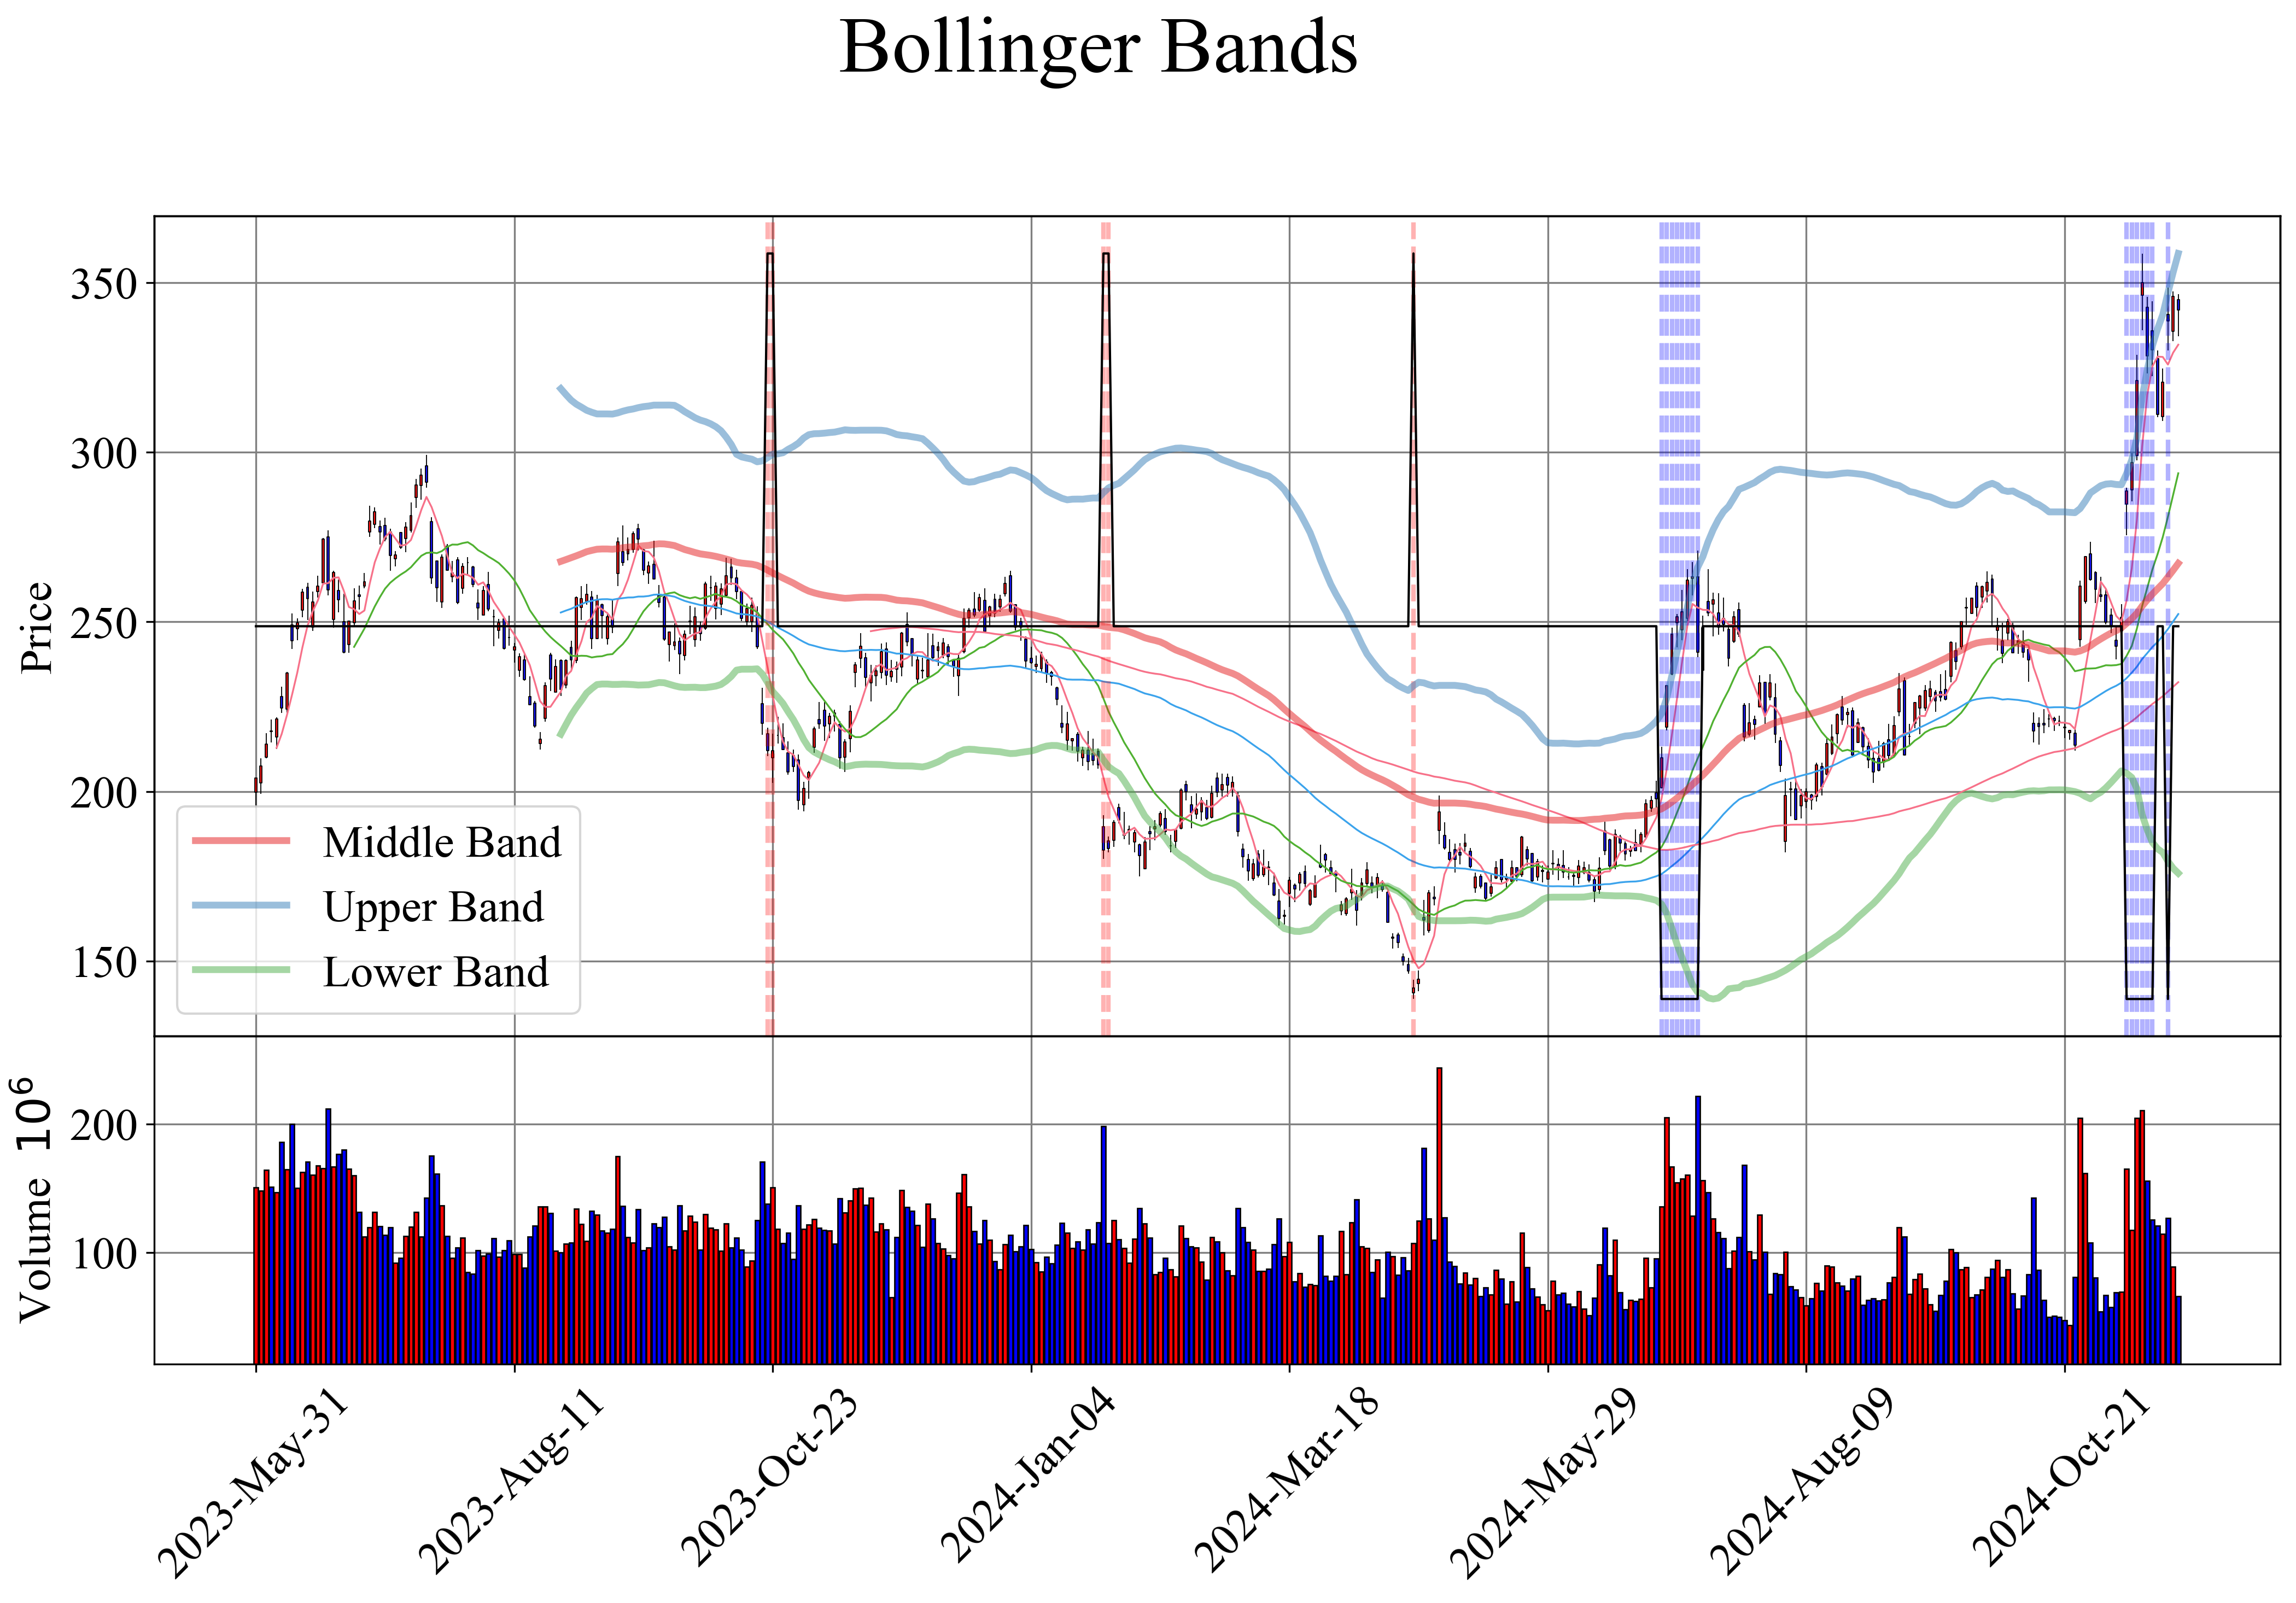 Bollinger Bands
Price
350
300
250
200
150
Middle Band
Upper Band
Lower Band
Volume 10^6
200
100
2023-May-31
2023-Aug-11
2023-Oct-23
2024-Jan-04
2024-Mar-18
2024-May-29
2024-Aug-09
2024-Oct-21